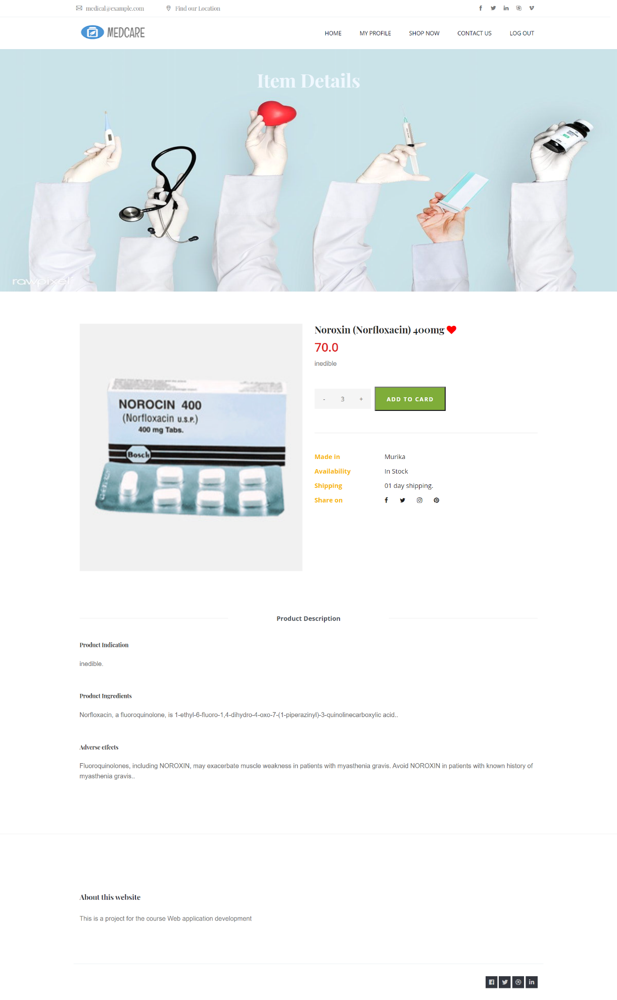 medical@example.com Find our Location
MEDCARE
HOME MY PROFILE SHOP NOW CONTACT US LOG OUT
Item Details
rawpixel
Noroxin (Norfloxacin) 400mg
70.0
inedible
- 3 +
ADD TO CARD
NOROCIN 400
(Norfloxacin U.S.P.)
400 mg Tabs.
Bosch
Made in Murika
Availability In Stock
Shipping 01 day shipping.
Share on
Product Description
Product Indication
inedible.
Product Ingredients
Norfloxacin, a fluoroquinolone, is 1-ethyl-6-fluoro-1,4-dihydro-4-oxo-7-(1-piperazinyl)-3-quinolinecarboxylic acid..
Adverse effects
Fluoroquinolones, including NOROXIN, may exacerbate muscle weakness in patients with myasthenia gravis. Avoid NOROXIN in patients with known history of
myasthenia gravis..
About this website
This is a project for the course Web application development